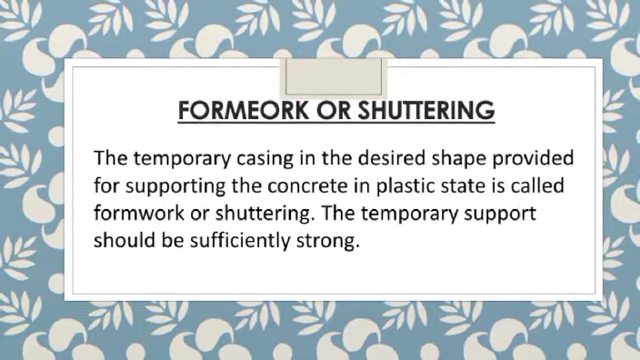 FORMEORK OR SHUTTERING
The temporary casing in the desired shape provided
for supporting the concrete in plastic state is called
formwork or shuttering. The temporary support
should be sufficiently strong.